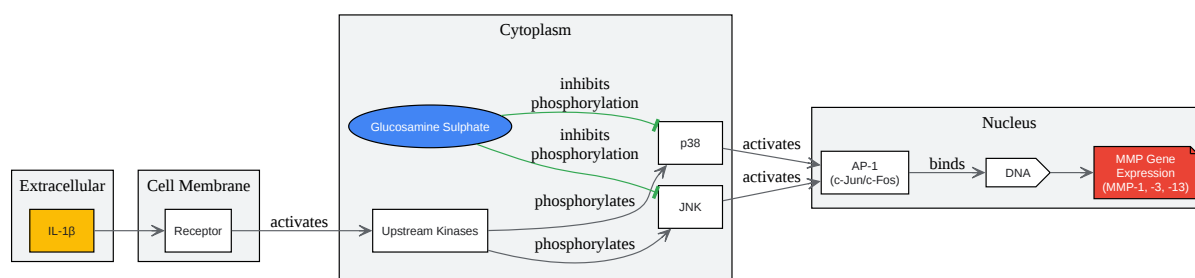 Extracellular
IL-1β
Cell Membrane
Receptor
activates
Cytoplasm
Glucosamine Sulphate
inhibits
phosphorylation
inhibits
phosphorylation
Upstream Kinases
phosphorylates
phosphorylates
p38
JNK
activates
activates
Nucleus
AP-1
(c-Jun/c-Fos)
binds
DNA
MMP Gene
Expression
(MMP-1, -3, -13)